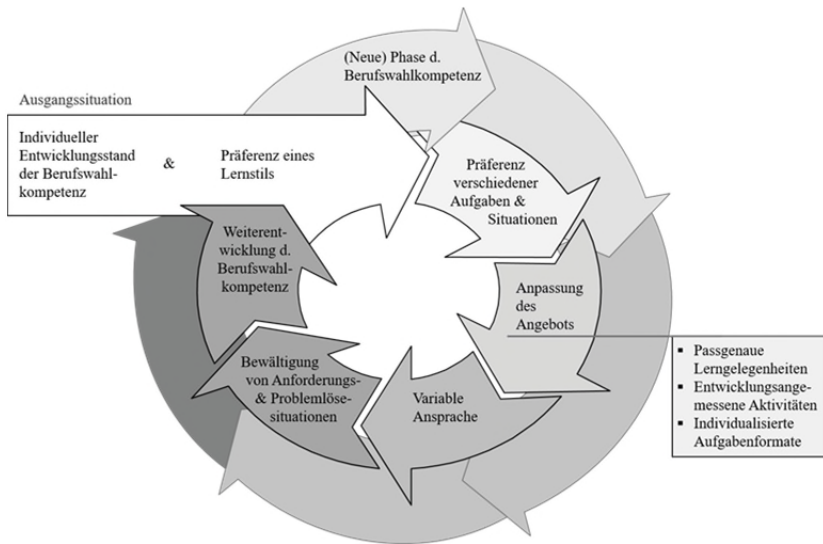 (Neue) Phase d.
Berufswahlkompetenz
Ausgangssituation
Individueller
Entwicklungsstand
der Berufswahl-
kompetenz
&
Präferenz eines
Lernstils
Präferenz
verschiedener
Aufgaben &
Situationen
Anpassung
des
Angebots
▪ Passgenaue
Lerngelegenheiten
▪ Entwicklungsange-
messene Aktivitäten
▪ Individualisierte
Aufgabenformate
Variable
Ansprache
Bewältigung
von Anforderungs-
& Problemlöse-
situationen
Weiterent-
wicklung d.
Berufswahl-
kompetenz